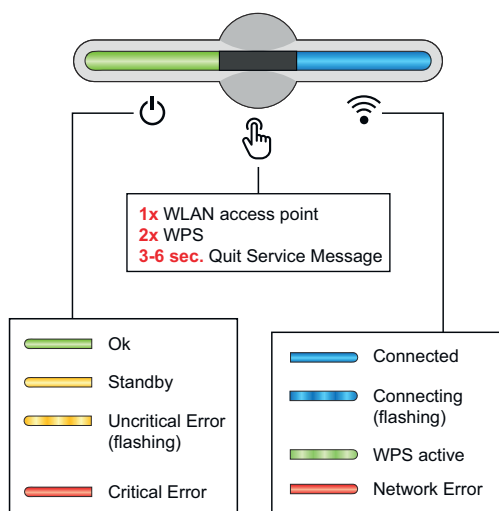 1x WLAN access point
2x WPS
3-6 sec. Quit Service Message
Ok
Standby
Uncritical Error
(flashing)
Critical Error
Connected
Connecting
(flashing)
WPS active
Network Error